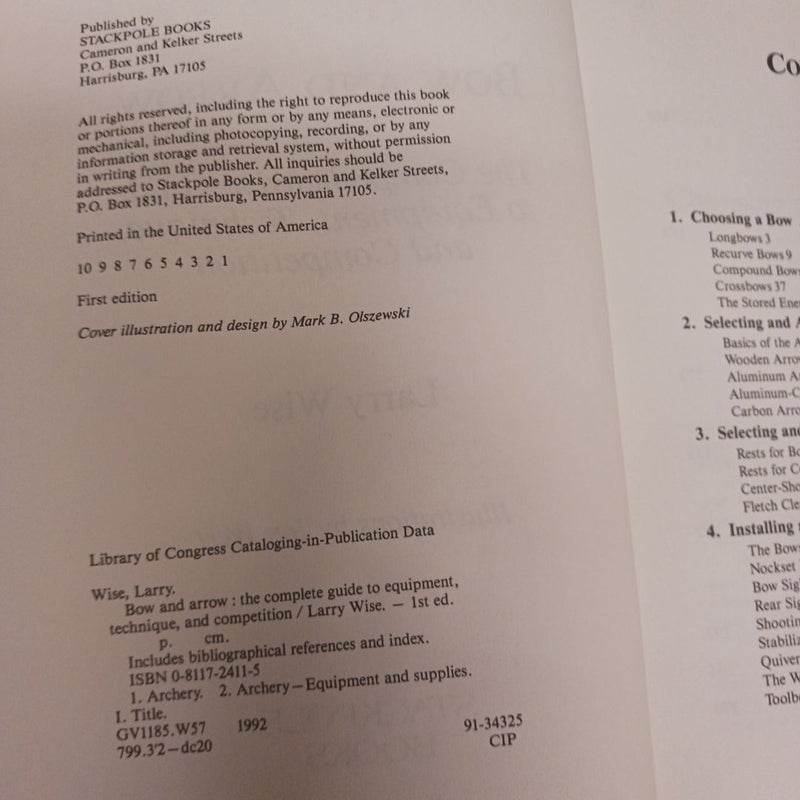 Published by
STACKPOLE BOOKS
Cameron and Kelker Streets
P.O. Box 1831
Harrisburg, PA 17105
All rights reserved, including the right to reproduce this book
or portions thereof in any form or by any means, electronic or
mechanical, including photocopying, recording, or by any
information storage and retrieval system, without permission
in writing from the publisher. All inquiries should be
addressed to Stackpole Books, Cameron and Kelker Streets,
P.O. Box 1831, Harrisburg, Pennsylvania 17105.
Printed in the United States of America
10 9 8 7 6 5 4 3 2 1
First edition
Cover illustration and design by Mark B. Olszewski
Library of Congress Cataloging-in-Publication Data
Wise, Larry.
Bow and arrow : the complete guide to equipment,
technique, and competition / Larry Wise. — 1st ed.
p. cm.
Includes bibliographical references and index.
ISBN 0-8117-2411-5
1. Archery. 2. Archery—Equipment and supplies.
I. Title.
GV1185.W57 1992 91-34325
799.3'2—dc20 CIP
Co
1. Choosing a Bow
Longbows 3
Recurve Bows 9
Compound Bows
Crossbows 37
The Stored Ene
2. Selecting and A
Basics of the A
Wooden Arro
Aluminum A
Aluminum-C
Carbon Arro
3. Selecting and
Rests for Bo
Rests for C
Center-Sho
Fletch Cle
4. Installing
The Bows
Nockset
Bow Sig
Rear Sig
Shootin
Stabiliz
Quiver
The W
Toolb